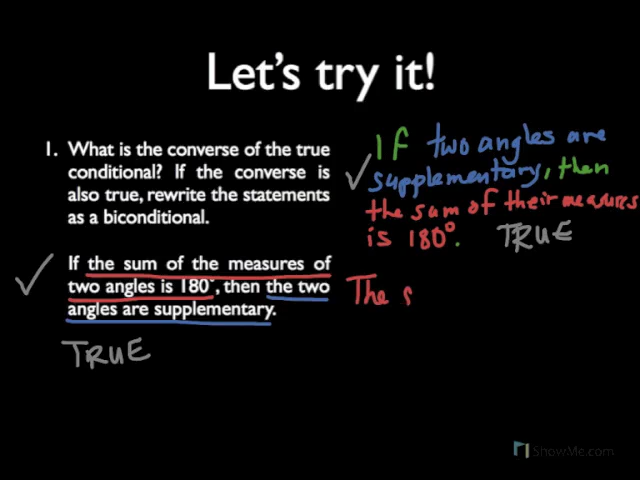 Let's try it!
1. What is the converse of the true
conditional? If the converse is
also true, rewrite the statements
as a biconditional.
If the sum of the measures of
two angles is 180°, then the two
angles are supplementary.
TRUE
If two angles are
supplementary, then
the sum of their measures
is 180°. TRUE
The s
ShowMe.com